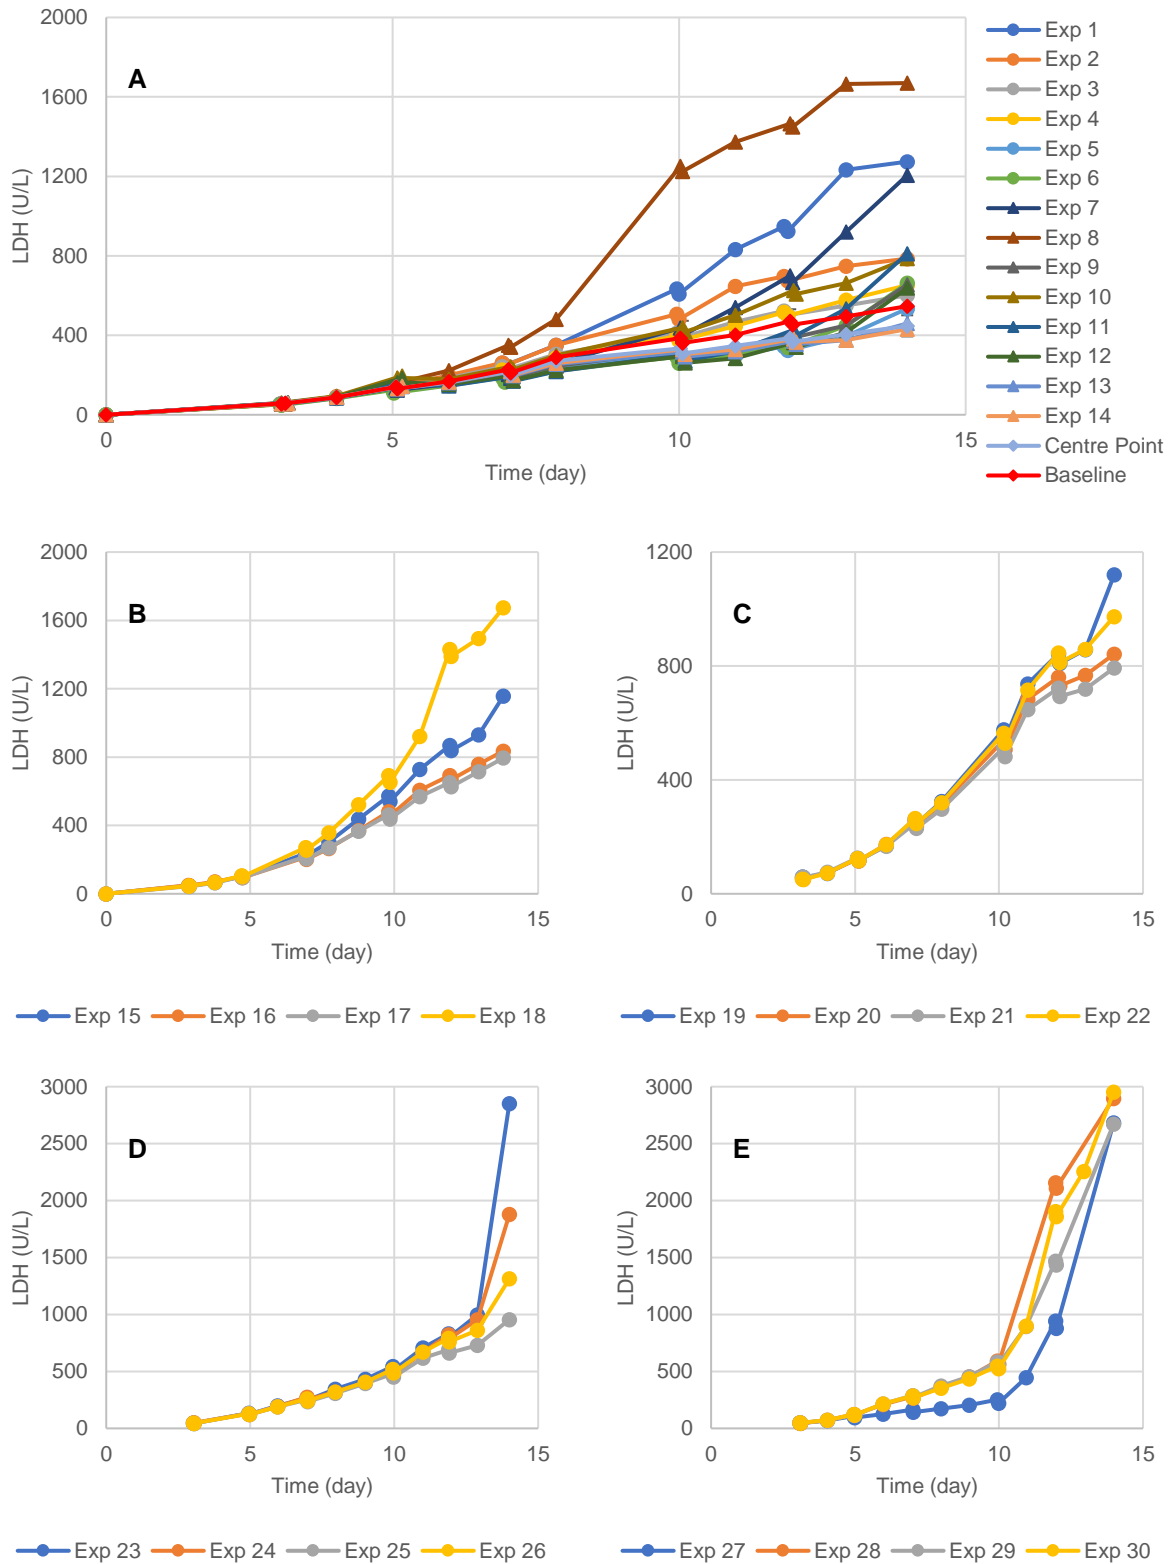 2000
1600
1200
800
400
0
LDH (U/L)
A
0 5 10 15
Time (day)
Exp 1
Exp 2
Exp 3
Exp 4
Exp 5
Exp 6
Exp 7
Exp 8
Exp 9
Exp 10
Exp 11
Exp 12
Exp 13
Exp 14
Centre Point
Baseline
2000
1600
1200
800
400
0
LDH (U/L)
B
0 5 10 15
Time (day)
Exp 15 Exp 16 Exp 17 Exp 18
1200
800
400
0
LDH (U/L)
C
0 5 10 15
Time (day)
Exp 19 Exp 20 Exp 21 Exp 22
3000
2500
2000
1500
1000
500
0
LDH (U/L)
D
0 5 10 15
Time (day)
Exp 23 Exp 24 Exp 25 Exp 26
3000
2500
2000
1500
1000
500
0
LDH (U/L)
E
0 5 10 15
Time (day)
Exp 27 Exp 28 Exp 29 Exp 30